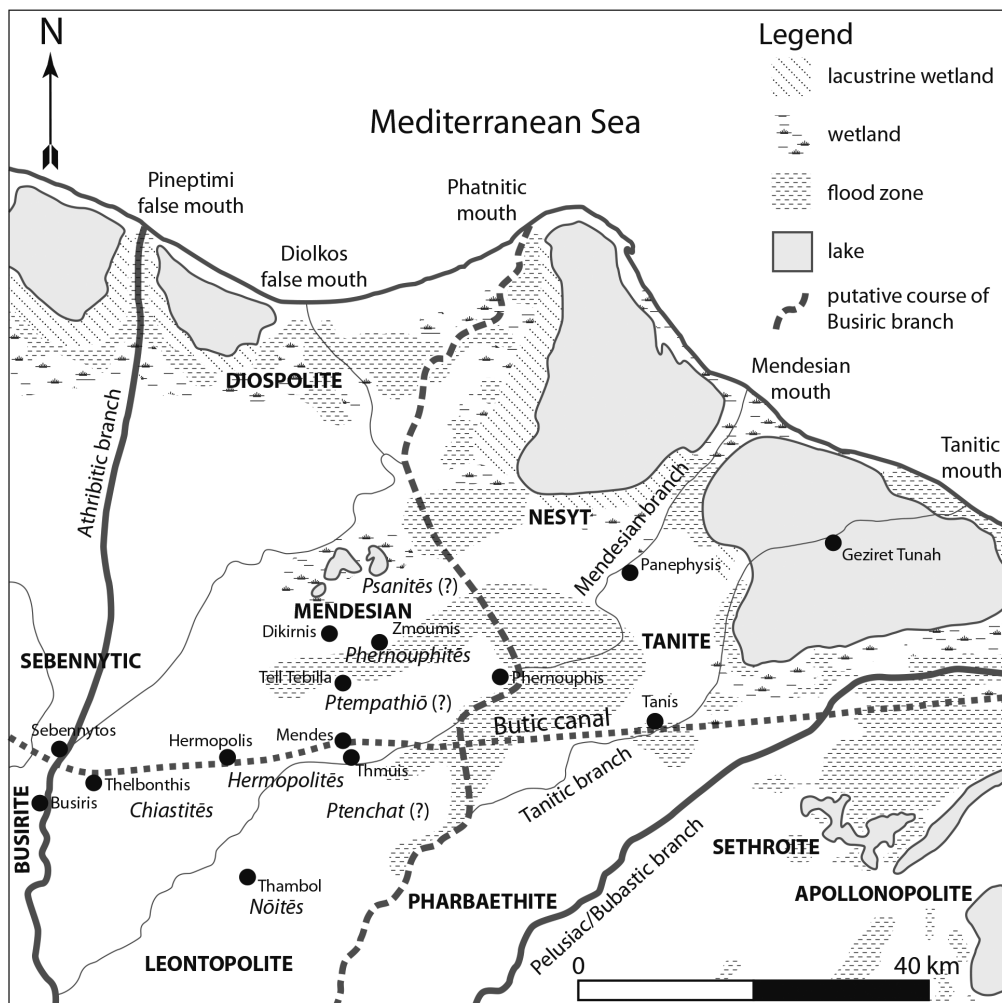 N
Legend
lacustrine wetland
wetland
flood zone
lake
putative course of
Busiric branch
Mediterranean Sea
Pineptimi
false mouth
Phatnitic
mouth
Diolkos
false mouth
Mendesian
mouth
Tanitic
mouth
DIOSPOLITE
Athribitic branch
NESYT
Mendesian branch
Geziret Tunah
Panephysis
Psanitēs (?)
MENDESIAN
Dikirnis
Zmoumis
Phernouphitēs
TANITE
SEBENNYTIC
Tell Tebilla
Phernouphis
Ptempathiō (?)
Tanis
Butic canal
Sebennytos
Hermopolis
Mendes
Thmuis
Hermopolitēs
Thelbonthis
Tanitic branch
Busiris
Chiastitēs
Ptenchat (?)
BUSIRITE
SETHROITE
Pelusiac/Bubastic branch
Thambol
Nōitēs
PHARBAETHITE
APOLLONOPOLITE
LEONTOPOLITE
0
40 km